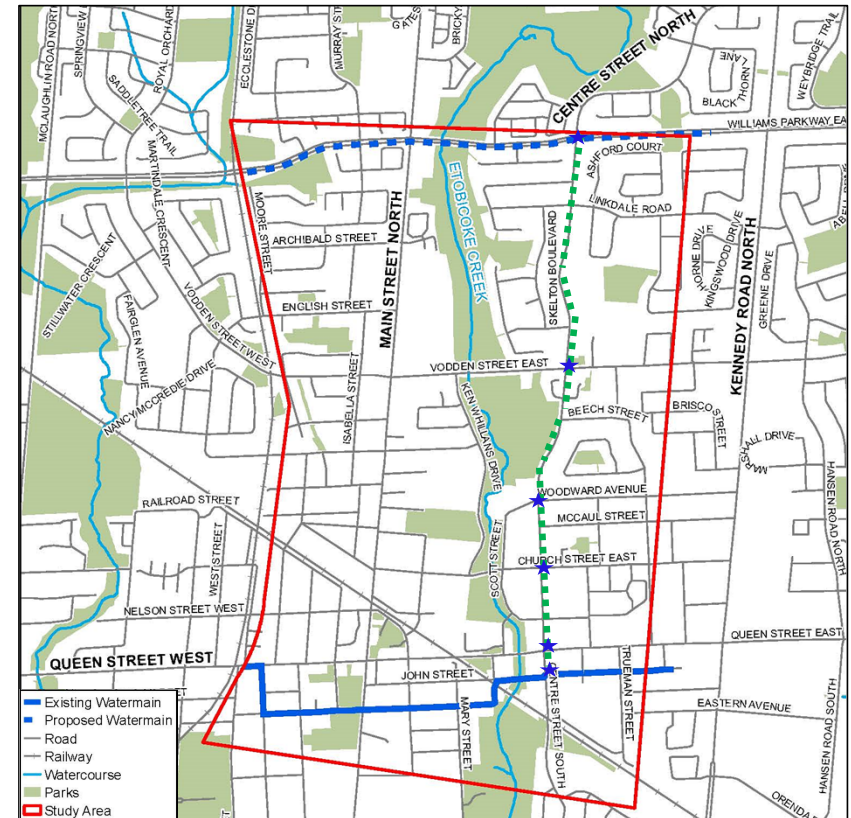 MCLAUGHLIN ROAD NORTH
SPRINGVIEW
ROYAL ORCHARD
SADDLETREE TRAIL
ECCLESTONE D
MURRAY ST
GATES
BRICKY
CENTRE STREET NORTH
LANE
THORN
BLACK
WEYBRIDGE TRAIL
WILLIAMS PARKWAY EA
ASHFORD COURT
MARTINDALE CRESCENT
MOORE STREET
ETOBICOKE CREEK
LINKDALE ROAD
ARCHIBALD STREET
MAIN STREET NORTH
SKELTON BOULEVARD
HORNE DRIVE
KINGSWOOD DRIVE
GREENE DRIVE
KENNEDY ROAD NORTH
STILLWATER CRESCENT
FAIRGLEN AVENUE
VODDEN STREET WEST
ENGLISH STREET
VODDEN STREET EAST
NANCY MCCREDIE DRIVE
ISABELLA STREET
KEN WHILLANS DRIVE
BEECH STREET
BRISCO STREET
MARSHALL DRIVE
HANSEN ROAD NORTH
RAILROAD STREET
WOODWARD AVENUE
MCCAUL STREET
WEST STREET
SCOTT STREET
CHURCH STREET EAST
NELSON STREET WEST
QUEEN STREET WEST
QUEEN STREET EAST
JOHN STREET
TRUEMAN STREET
MARY STREET
CENTRE STREET SOUTH
EASTERN AVENUE
HANSEN ROAD SOUTH
ORENDA
Existing Watermain
Proposed Watermain
Road
Railway
Watercourse
Parks
Study Area